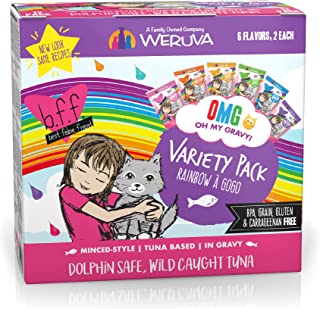 A Family Owned Company
WERUVA
6 FLAVORS, 2 EACH
NEW LOOK
SAME RECIPES!
b.f.f.
best feline friend
OMG
OH MY GRAVY!
VARIETY PACK
RAINBOW À GOGO
BPA, GRAIN, GLUTEN
& CARRAGEENAN FREE
MINCED-STYLE | TUNA BASED | IN GRAVY
DOLPHIN SAFE, WILD CAUGHT TUNA